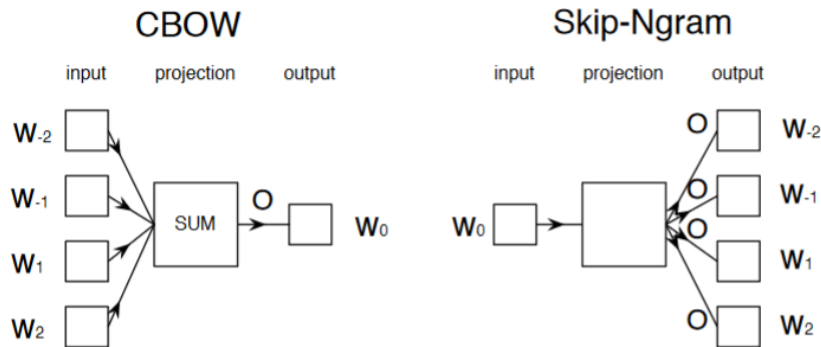 CBOW
input projection output
W-2
W-1
W1
W2
SUM
O
W0
Skip-Ngram
input projection output
W0
O
W-2
O
W-1
O
W1
O
W2